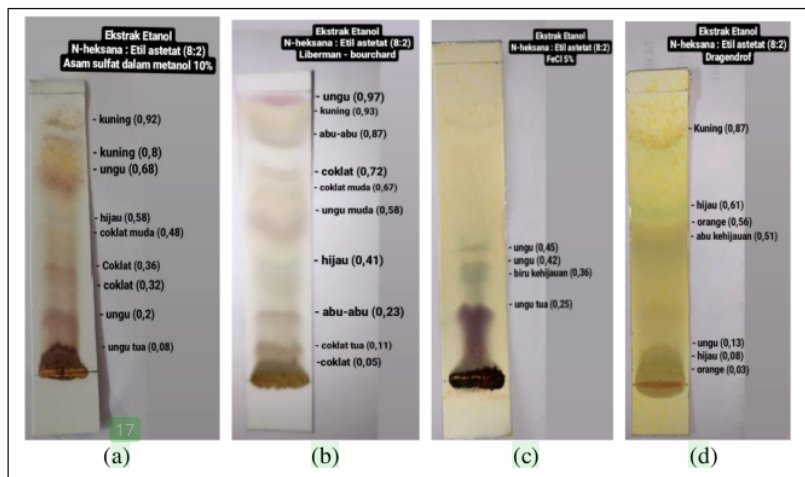 Ekstrak Etanol
N-heksana : Etil astetat (8:2)
Asam sulfat dalam metanol 10%
- kuning (0,92)
- kuning (0,8)
- ungu (0,68)
- hijau (0,58)
- coklat muda (0,48)
- Coklat (0,36)
- coklat (0,32)
- ungu (0,2)
- ungu tua (0,08)
17
(a)
Ekstrak Etanol
N-heksana : Etil astetat (8:2)
Liberman - bourchard
- ungu (0,97)
- kuning (0,93)
- abu-abu (0,87)
- coklat (0,72)
- coklat muda (0,67)
- ungu muda (0,58)
- hijau (0,41)
- abu-abu (0,23)
- coklat tua (0,11)
- coklat (0,05)
(b)
Ekstrak Etanol
N-heksana : Etil astetat (8:2)
FeCl 5%
- ungu (0,45)
- ungu (0,42)
- biru kehijauan (0,36)
- ungu tua (0,25)
(c)
Ekstrak Etanol
N-heksana : Etil astetat (8:2)
Dragendrof
- Kuning (0,87)
- hijau (0,61)
- orange (0,56)
- abu kehijauan (0,51)
- ungu (0,13)
- hijau (0,08)
- orange (0,03)
(d)